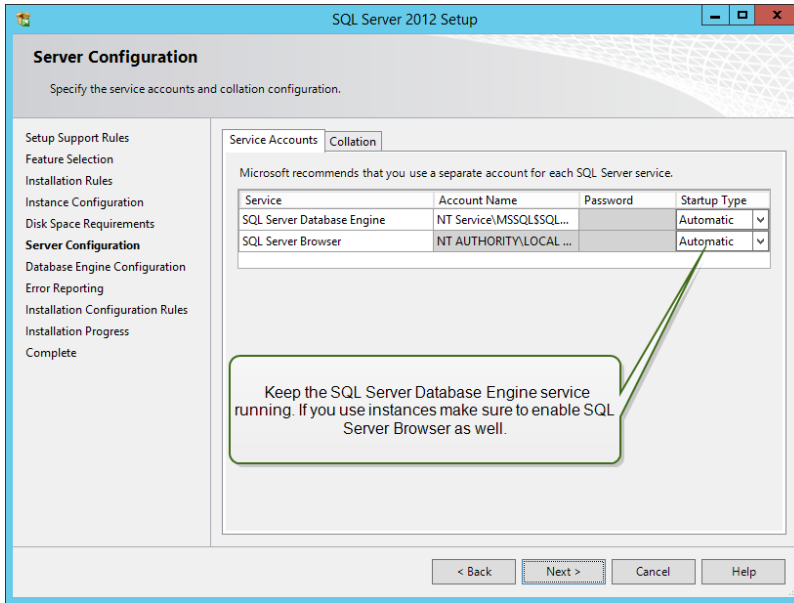 SQL Server 2012 Setup
Server Configuration
Specify the service accounts and collation configuration.
Setup Support Rules
Feature Selection
Installation Rules
Instance Configuration
Disk Space Requirements
Server Configuration
Database Engine Configuration
Error Reporting
Installation Configuration Rules
Installation Progress
Complete
Service Accounts Collation
Microsoft recommends that you use a separate account for each SQL Server service.
Service Account Name Password Startup Type
SQL Server Database Engine NT Service\MSSQL$SQL... Automatic
SQL Server Browser NT AUTHORITY\LOCAL ... Automatic
Keep the SQL Server Database Engine service
running. If you use instances make sure to enable SQL
Server Browser as well.
< Back Next > Cancel Help